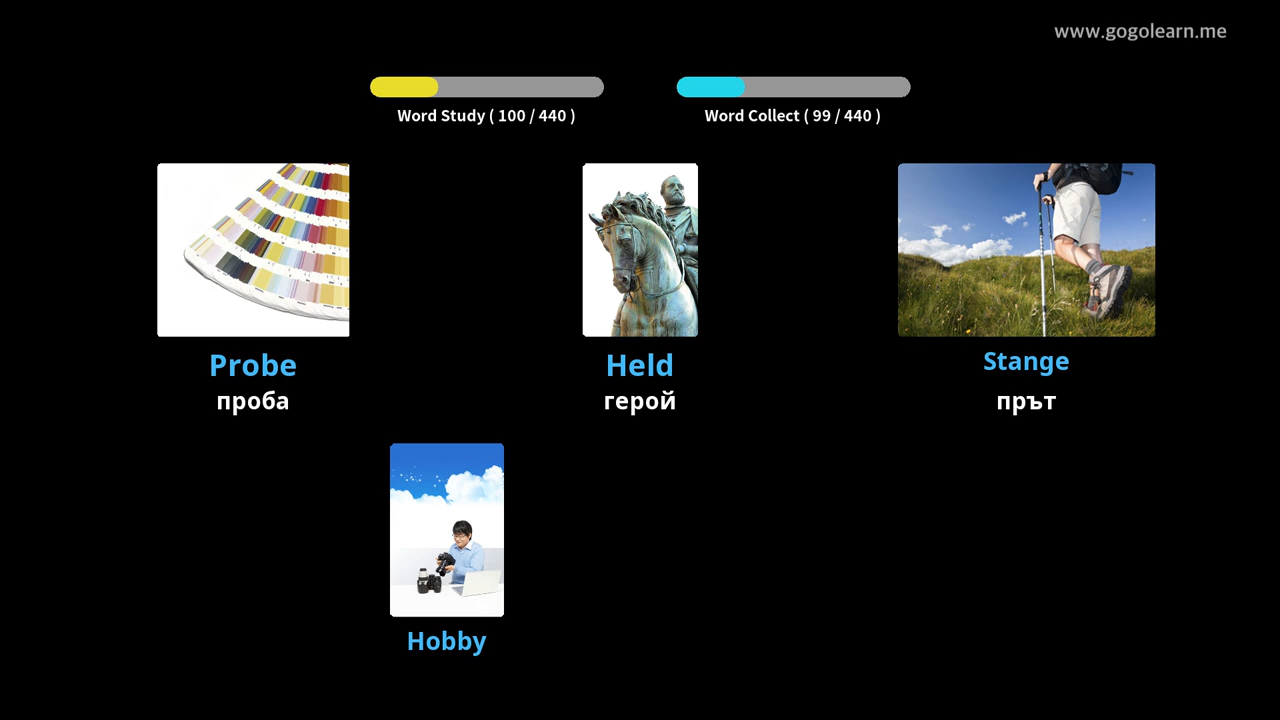 www.gogolearn.me
Word Study ( 100 / 440 )
Word Collect ( 99 / 440 )
Probe
проба
Held
герой
Stange
прът
Hobby